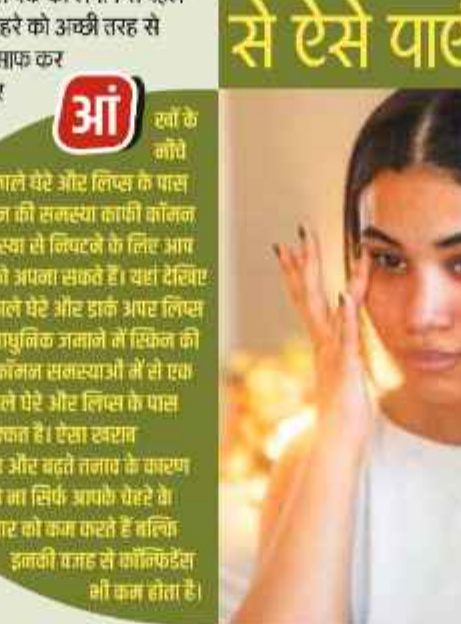 हरे को अच्छी तरह से
साफ कर
से ऐसे पाएं
आं
खों के
नीचे
घेरे और लिप्स के पास
की समस्या काफी कॉमन
से निपटने के लिए आप
अपना सकते हैं। यहां देखिए
घेरे और डार्क अपर लिप्स
आधुनिक जमाने में स्किन की
कॉमन समस्याओं में से एक
घेरे और लिप्स के पास
है। ऐसा खराब
और बढ़ते तनाव के कारण
ना सिर्फ आपके चेहरे के
को कम करते हैं बल्कि
इनकी वजह से कॉन्फिडेंस
भी कम होता है।